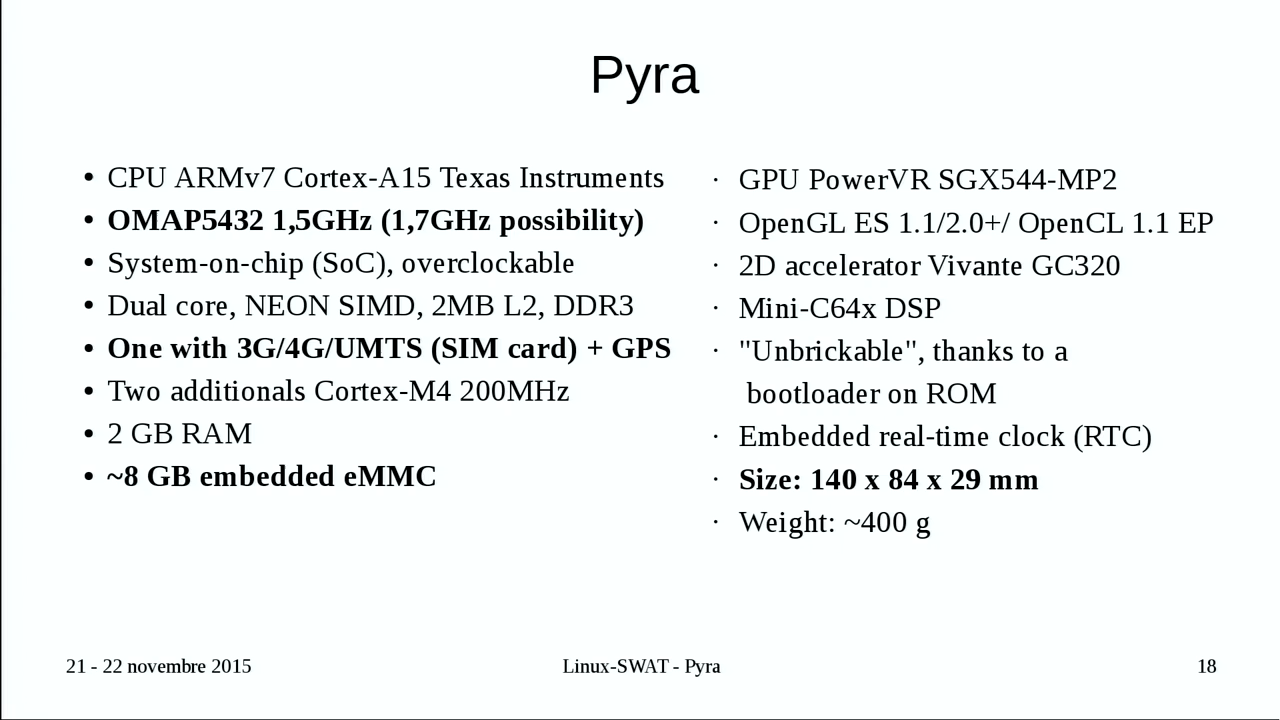 Pyra
• CPU ARMv7 Cortex-A15 Texas Instruments
• OMAP5432 1,5GHz (1,7GHz possibility)
• System-on-chip (SoC), overclockable
• Dual core, NEON SIMD, 2MB L2, DDR3
• One with 3G/4G/UMTS (SIM card) + GPS
• Two additionals Cortex-M4 200MHz
• 2 GB RAM
• ~8 GB embedded eMMC
· GPU PowerVR SGX544-MP2
· OpenGL ES 1.1/2.0+/ OpenCL 1.1 EP
· 2D accelerator Vivante GC320
· Mini-C64x DSP
· "Unbrickable", thanks to a
bootloader on ROM
· Embedded real-time clock (RTC)
· Size: 140 x 84 x 29 mm
· Weight: ~400 g
21 - 22 novembre 2015
Linux-SWAT - Pyra
18